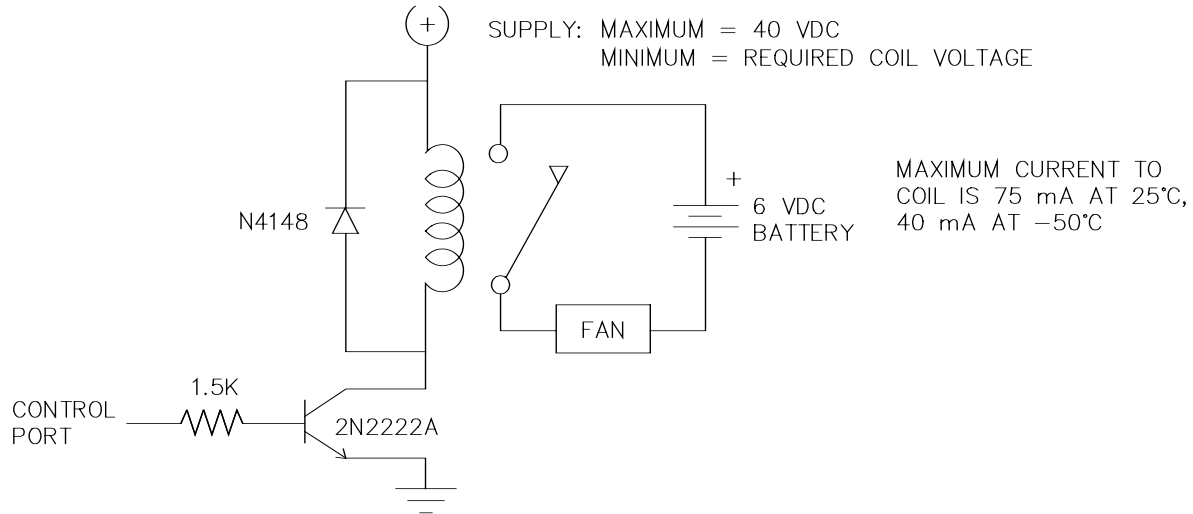 +
SUPPLY: MAXIMUM = 40 VDC
MINIMUM = REQUIRED COIL VOLTAGE
MAXIMUM CURRENT TO
COIL IS 75 mA AT 25°C,
40 mA AT −50°C
+
6 VDC
BATTERY
N4148
FAN
1.5K
CONTROL
PORT
2N2222A